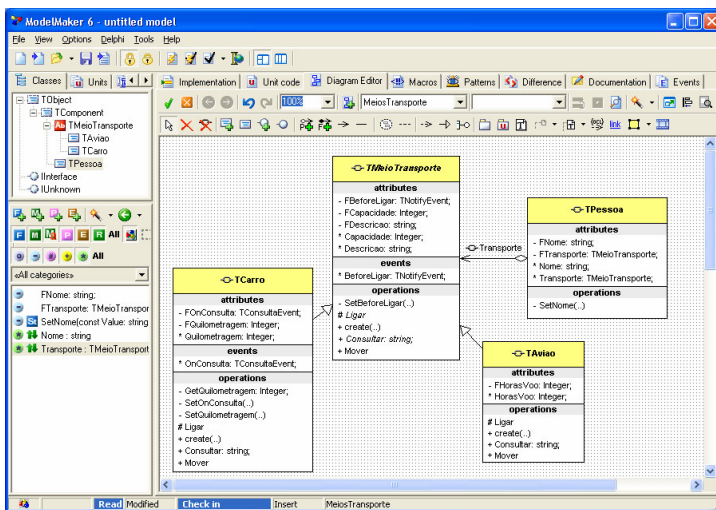 ModelMaker 6 - untitled model
File View Options Delphi Tools Help
Classes Units
Implementation Unit code Diagram Editor Macros Patterns Difference Documentation Events
100% MeioTransporte
link
TObject
TComponent
Ab TMeioTransporte
TAviao
TCarro
TPessoa
IInterface
IUnknown
F M P E R All
All
«All categories»
FNome: string;
FTransporte: TMeioTranspor
St SetNome(const Value: string
Nome : string
Transporte : TMeioTransport
TMeioTransporte
attributes
- FBeforeLigar: TNotifyEvent;
- FCapacidade: Integer;
- FDescricao: string;
* Capacidade: Integer;
* Descricao: string;
events
* BeforeLigar: TNotifyEvent;
operations
- SetBeforeLigar(..)
# Ligar
+ create(..)
+ Consultar: string;
+ Mover
Transporte
TPessoa
attributes
- FNome: string;
- FTransporte: TMeioTransporte;
* Nome: string;
* Transporte: TMeioTransporte;
operations
- SetNome(..)
TCarro
attributes
- FOnConsulta: TConsultaEvent;
- FQuilometragem: Integer;
* Quilometragem: Integer;
events
* OnConsulta: TConsultaEvent;
operations
- GetQuilometragem: Integer;
- SetOnConsulta(..)
- SetQuilometragem(..)
# Ligar
+ create(..)
+ Consultar: string;
+ Mover
TAviao
attributes
- FHorasVoo: Integer;
* HorasVoo: Integer;
operations
# Ligar
+ create(..)
+ Consultar: string;
+ Mover
Read Modified Check in Insert MeiosTransporte